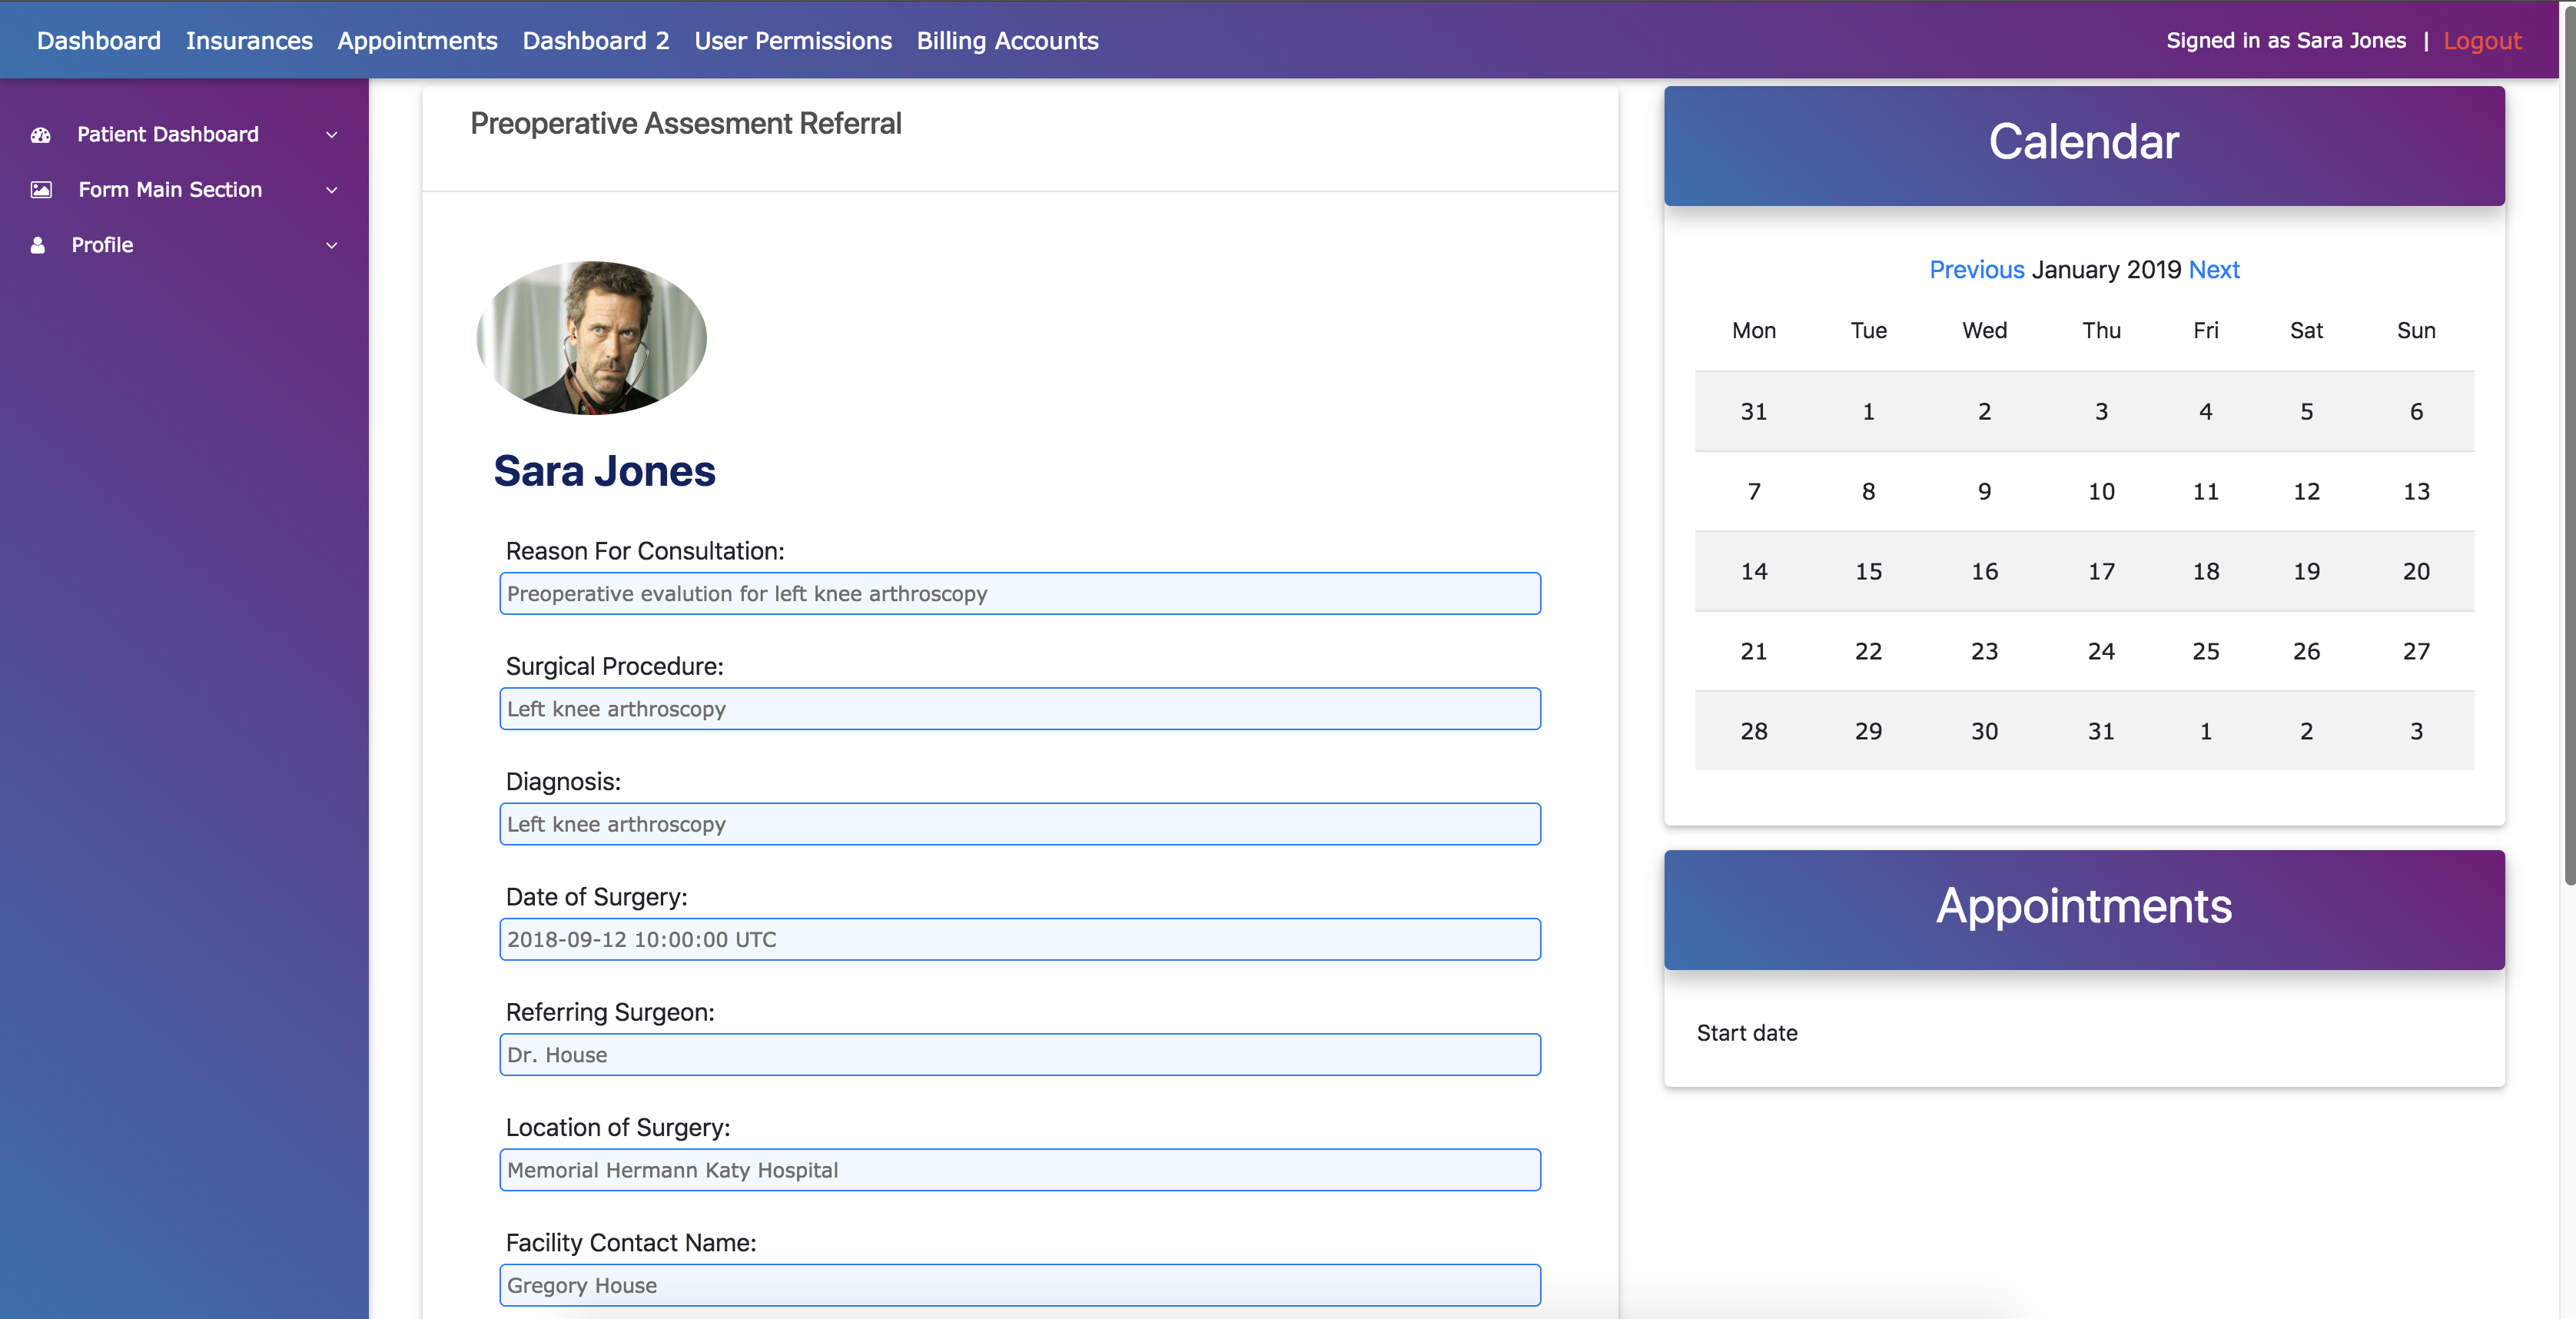 Dashboard Insurances Appointments Dashboard 2 User Permissions Billing Accounts Signed in as Sara Jones | Logout
Patient Dashboard
Form Main Section
Profile
Preoperative Assesment Referral
Sara Jones
Reason For Consultation:
Preoperative evalution for left knee arthroscopy
Surgical Procedure:
Left knee arthroscopy
Diagnosis:
Left knee arthroscopy
Date of Surgery:
2018-09-12 10:00:00 UTC
Referring Surgeon:
Dr. House
Location of Surgery:
Memorial Hermann Katy Hospital
Facility Contact Name:
Gregory House
Calendar
Previous January 2019 Next
Mon Tue Wed Thu Fri Sat Sun
31 1 2 3 4 5 6
7 8 9 10 11 12 13
14 15 16 17 18 19 20
21 22 23 24 25 26 27
28 29 30 31 1 2 3
Appointments
Start date